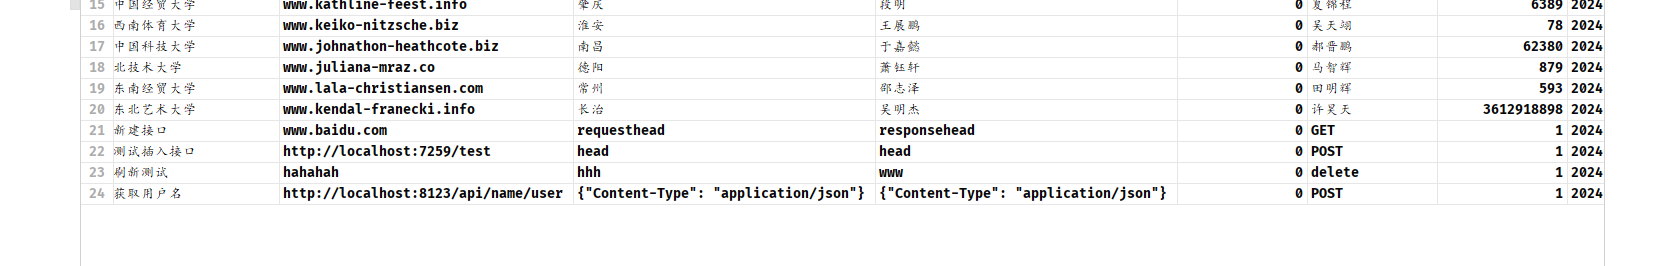 15 中国经贸大学 www.kathline-feest.info 肇庆 段明 0 夏锦程 6389 2024
16 西南体育大学 www.keiko-nitzsche.biz 淮安 王展鹏 0 吴天翊 78 2024
17 中国科技大学 www.johnathon-heathcote.biz 南昌 于嘉懿 0 郝晋鹏 62380 2024
18 北技术大学 www.juliana-mraz.co 德阳 萧钰轩 0 马智辉 879 2024
19 东南经贸大学 www.lala-christiansen.com 常州 邵志泽 0 田明辉 593 2024
20 东北艺术大学 www.kendal-franecki.info 长治 吴明杰 0 许昊天 3612918898 2024
21 新建接口 www.baidu.com requesthead responsehead 0 GET 1 2024
22 测试插入接口 http://localhost:7259/test head head 0 POST 1 2024
23 刷新测试 hahahah hhh www 0 delete 1 2024
24 获取用户名 http://localhost:8123/api/name/user {"Content-Type": "application/json"} {"Content-Type": "application/json"} 0 POST 1 2024